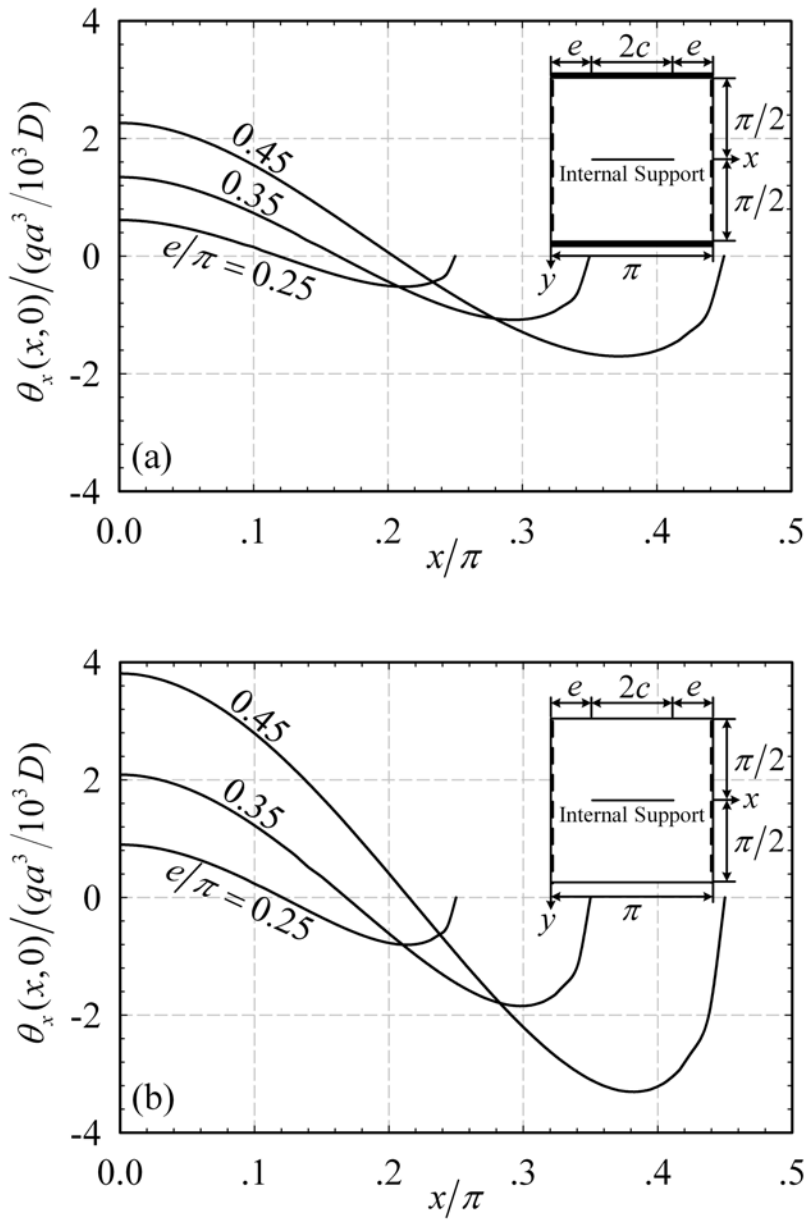 4
2
0
-2
-4
θₓ(x,0)/(qa³/10³D)
0.45
0.35
e/π = 0.25
(a)
e 2c e
π/2
x
Internal Support
π/2
y
π
0.0 .1 .2 .3 .4 .5
x/π
4
2
0
-2
-4
θₓ(x,0)/(qa³/10³D)
0.45
0.35
e/π = 0.25
(b)
e 2c e
π/2
x
Internal Support
π/2
y
π
0.0 .1 .2 .3 .4 .5
x/π